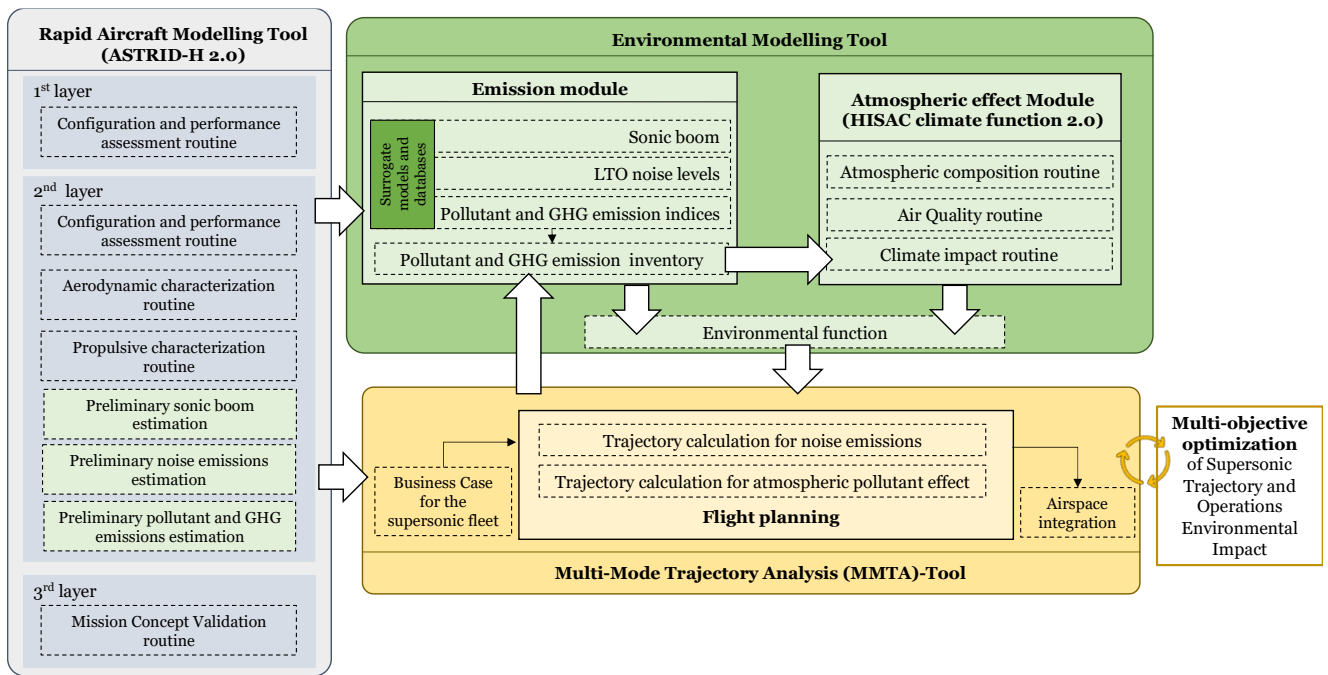 Rapid Aircraft Modelling Tool
(ASTRID-H 2.0)
1st layer
Configuration and performance
assessment routine
2nd layer
Configuration and performance
assessment routine
Aerodynamic characterization
routine
Propulsive characterization
routine
Preliminary sonic boom
estimation
Preliminary noise emissions
estimation
Preliminary pollutant and GHG
emissions estimation
3rd layer
Mission Concept Validation
routine
Environmental Modelling Tool
Emission module
Surrogate
models and
databases
Sonic boom
LTO noise levels
Pollutant and GHG emission indices
Pollutant and GHG emission inventory
Atmospheric effect Module
(HISAC climate function 2.0)
Atmospheric composition routine
Air Quality routine
Climate impact routine
Environmental function
Business Case
for the
supersonic fleet
Trajectory calculation for noise emissions
Trajectory calculation for atmospheric pollutant effect
Flight planning
Airspace
integration
Multi-Mode Trajectory Analysis (MMTA)-Tool
Multi-objective
optimization
of Supersonic
Trajectory and
Operations
Environmental
Impact